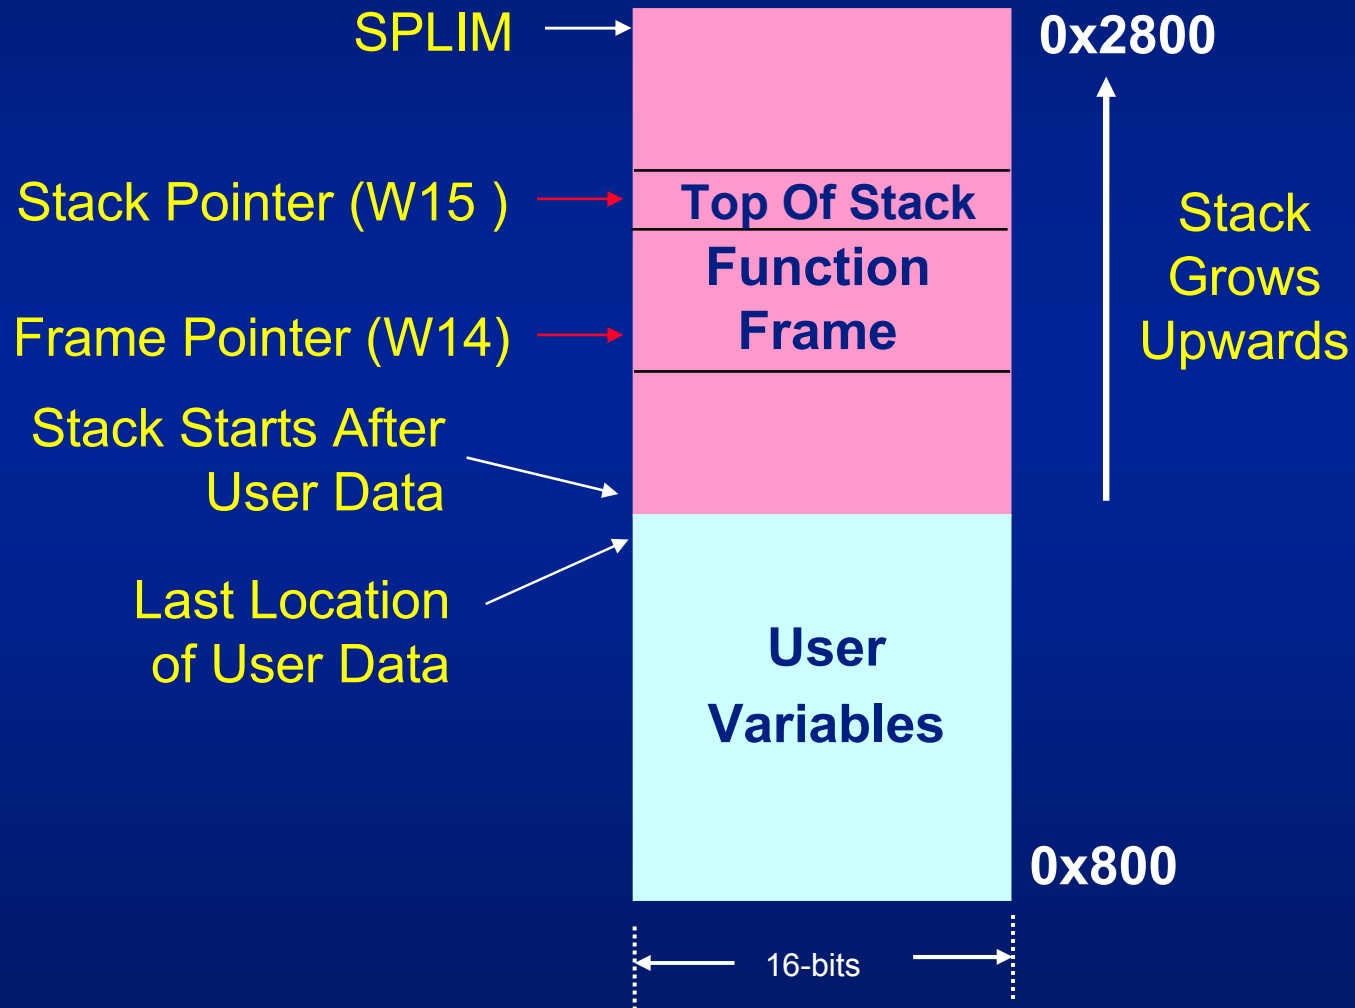 SPLIM
0x2800
Stack Pointer (W15 )
Top Of Stack
Stack
Grows
Upwards
Function
Frame
Frame Pointer (W14)
Stack Starts After
User Data
Last Location
of User Data
User
Variables
0x800
16-bits